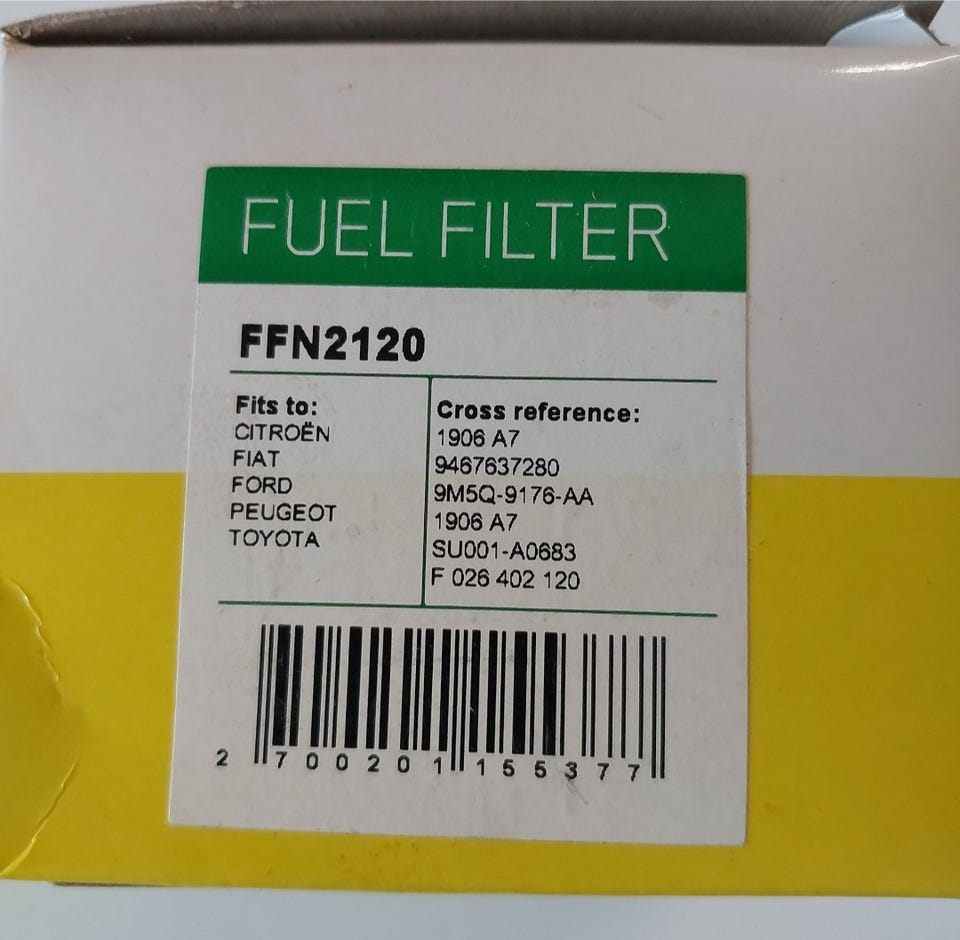 FUEL FILTER
FFN2120
Fits to:
CITROËN
FIAT
FORD
PEUGEOT
TOYOTA
Cross reference:
1906 A7
9467637280
9M5Q-9176-AA
1906 A7
SU001-A0683
F 026 402 120
2 700201 155377